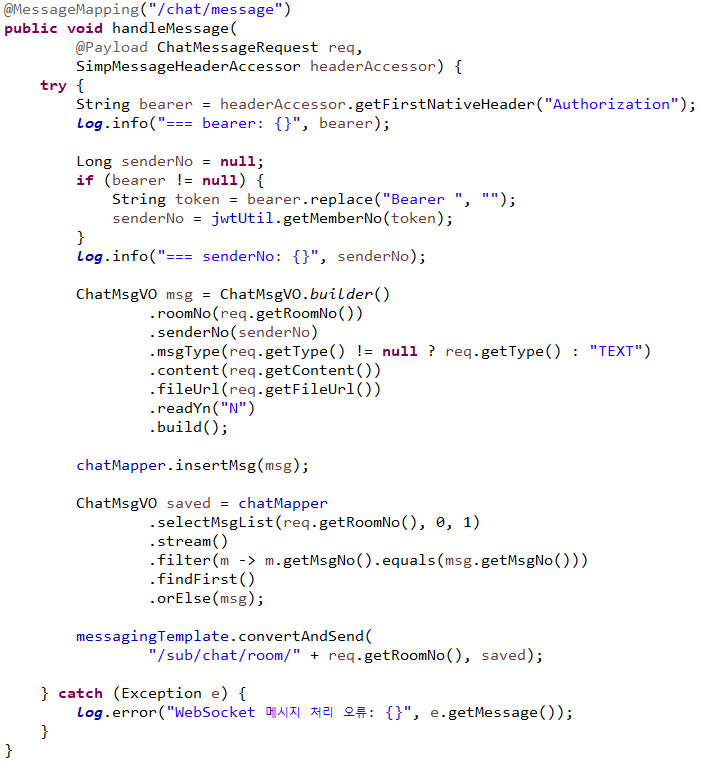 @MessageMapping("/chat/message")
public void handleMessage(
        @Payload ChatMessageRequest req,
        SimpMessageHeaderAccessor headerAccessor) {
    try {
        String bearer = headerAccessor.getFirstNativeHeader("Authorization");
        log.info("=== bearer: {}", bearer);

        Long senderNo = null;
        if (bearer != null) {
            String token = bearer.replace("Bearer ", "");
            senderNo = jwtUtil.getMemberNo(token);
        }
        log.info("=== senderNo: {}", senderNo);

        ChatMsgVO msg = ChatMsgVO.builder()
                .roomNo(req.getRoomNo())
                .senderNo(senderNo)
                .msgType(req.getType() != null ? req.getType() : "TEXT")
                .content(req.getContent())
                .fileUrl(req.getFileUrl())
                .readYn("N")
                .build();

        chatMapper.insertMsg(msg);

        ChatMsgVO saved = chatMapper
                .selectMsgList(req.getRoomNo(), 0, 1)
                .stream()
                .filter(m -> m.getMsgNo().equals(msg.getMsgNo()))
                .findFirst()
                .orElse(msg);

        messagingTemplate.convertAndSend(
                "/sub/chat/room/" + req.getRoomNo(), saved);

    } catch (Exception e) {
        log.error("WebSocket 메시지 처리 오류: {}", e.getMessage());
    }
}